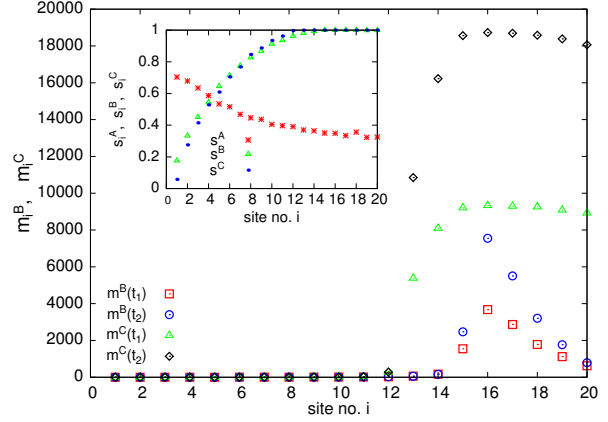 20000
18000
16000
14000
12000
10000
8000
6000
4000
2000
0
m_i^B, m_i^C
0 2 4 6 8 10 12 14 16 18 20
site no. i
m^B(t_1)
m^B(t_2)
m^C(t_1)
m^C(t_2)
1
0.8
0.6
0.4
0.2
0
s_i^A, s_i^B, s_i^C
2 4 6 8 10 12 14 16 18 20
site no. i
s^A
s^B
s^C